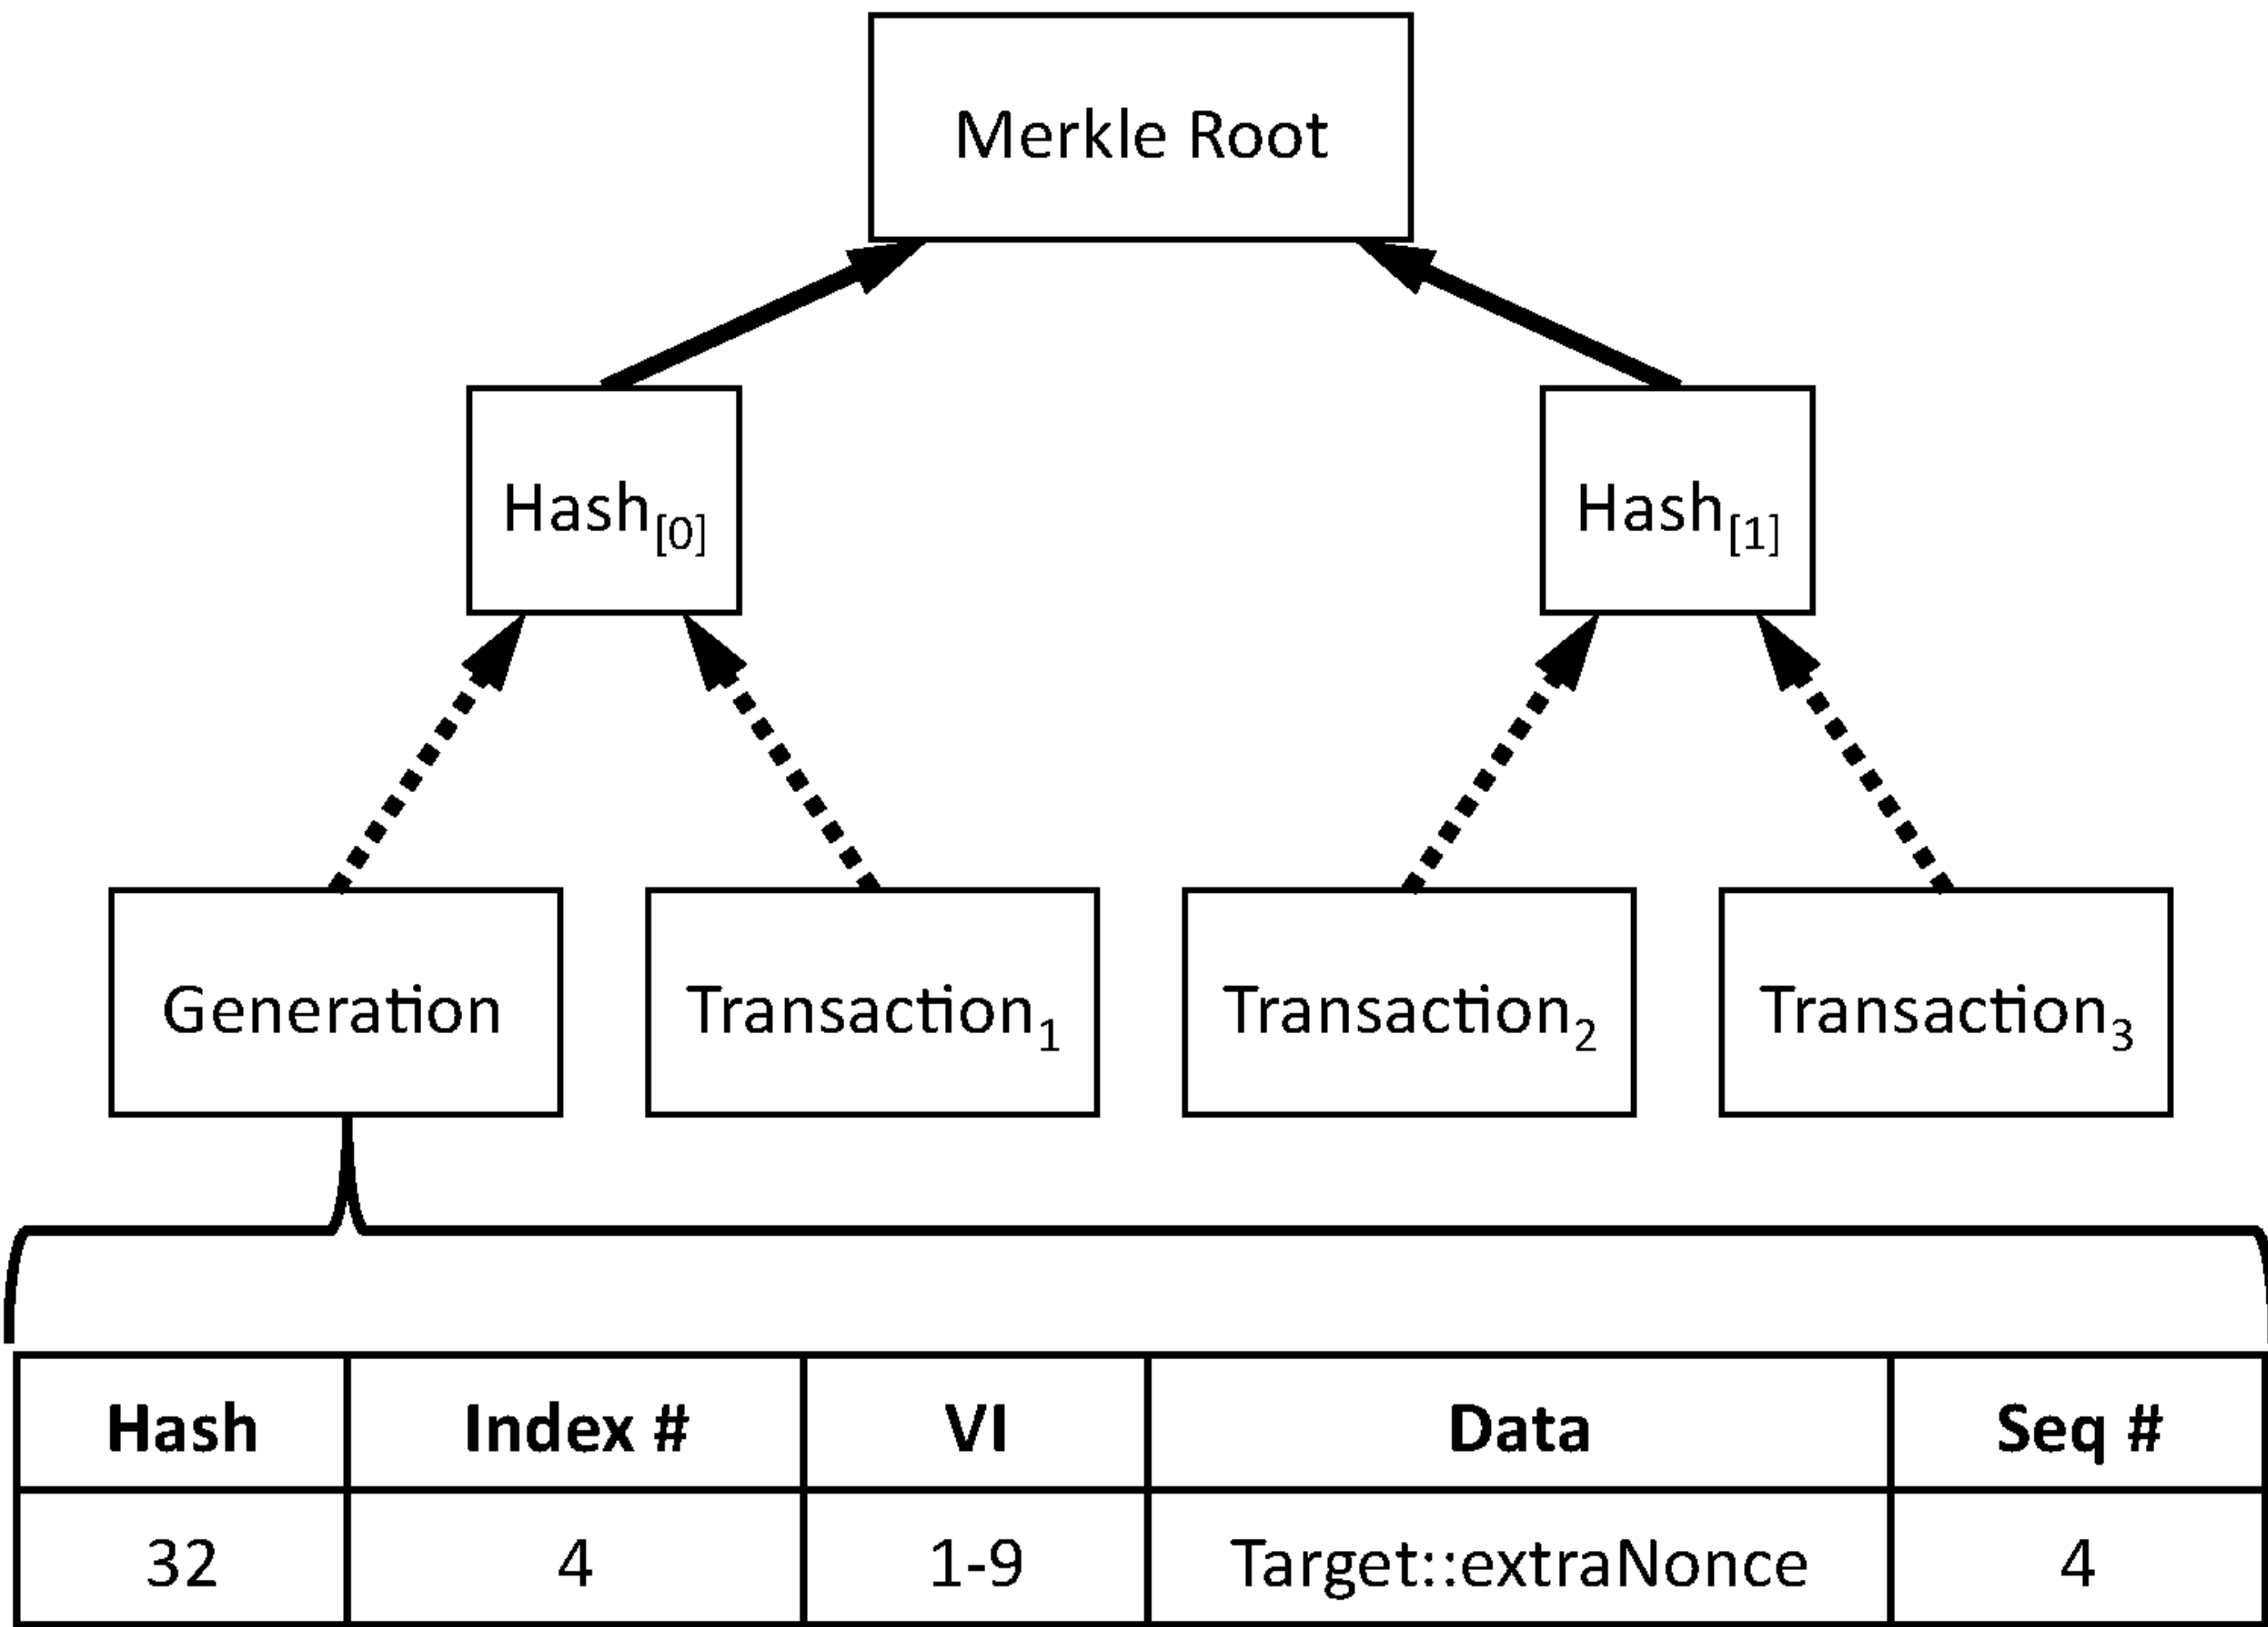 Merkle Root
Hash[0] Hash[1]
Generation Transaction1 Transaction2 Transaction3
Hash Index # VI Data Seq #
32 4 1-9 Target::extraNonce 4